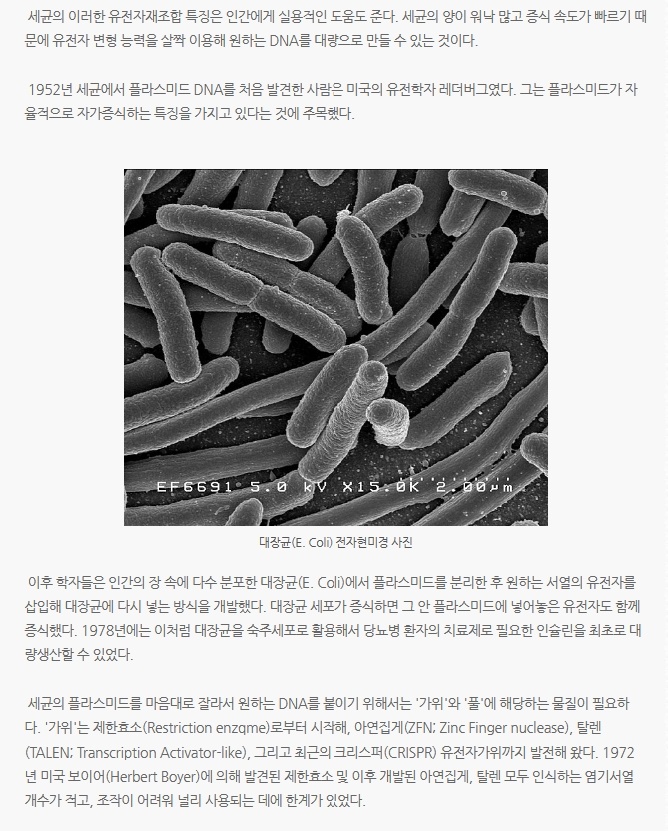 세균의 이러한 유전자재조합 특징은 인간에게 실용적인 도움도 준다. 세균의 양이 워낙 많고 증식 속도가 빠르기 때
문에 유전자 변형 능력을 살짝 이용해 원하는 DNA를 대량으로 만들 수 있는 것이다.
1952년 세균에서 플라스미드 DNA를 처음 발견한 사람은 미국의 유전학자 레더버그였다. 그는 플라스미드가 자
율적으로 자가증식하는 특징을 가지고 있다는 것에 주목했다.
EF6691 5.0 kV X15.0K 2.00µm
대장균(E. Coli) 전자현미경 사진
이후 학자들은 인간의 장 속에 다수 분포한 대장균(E. Coli)에서 플라스미드를 분리한 후 원하는 서열의 유전자를
삽입해 대장균에 다시 넣는 방식을 개발했다. 대장균 세포가 증식하면 그 안 플라스미드에 넣어놓은 유전자도 함께
증식했다. 1978년에는 이처럼 대장균을 숙주세포로 활용해서 당뇨병 환자의 치료제로 필요한 인슐린을 최초로 대
량생산할 수 있었다.
세균의 플라스미드를 마음대로 잘라서 원하는 DNA를 붙이기 위해서는 '가위'와 '풀'에 해당하는 물질이 필요하
다. '가위'는 제한효소(Restriction enzqme)로부터 시작해, 아연집게(ZFN; Zinc Finger nuclease), 탈렌
(TALEN; Transcription Activator-like), 그리고 최근의 크리스퍼(CRISPR) 유전자가위까지 발전해 왔다. 1972
년 미국 보이어(Herbert Boyer)에 의해 발견된 제한효소 및 이후 개발된 아연집게, 탈렌 모두 인식하는 염기서열
개수가 적고, 조작이 어려워 널리 사용되는 데에 한계가 있었다.